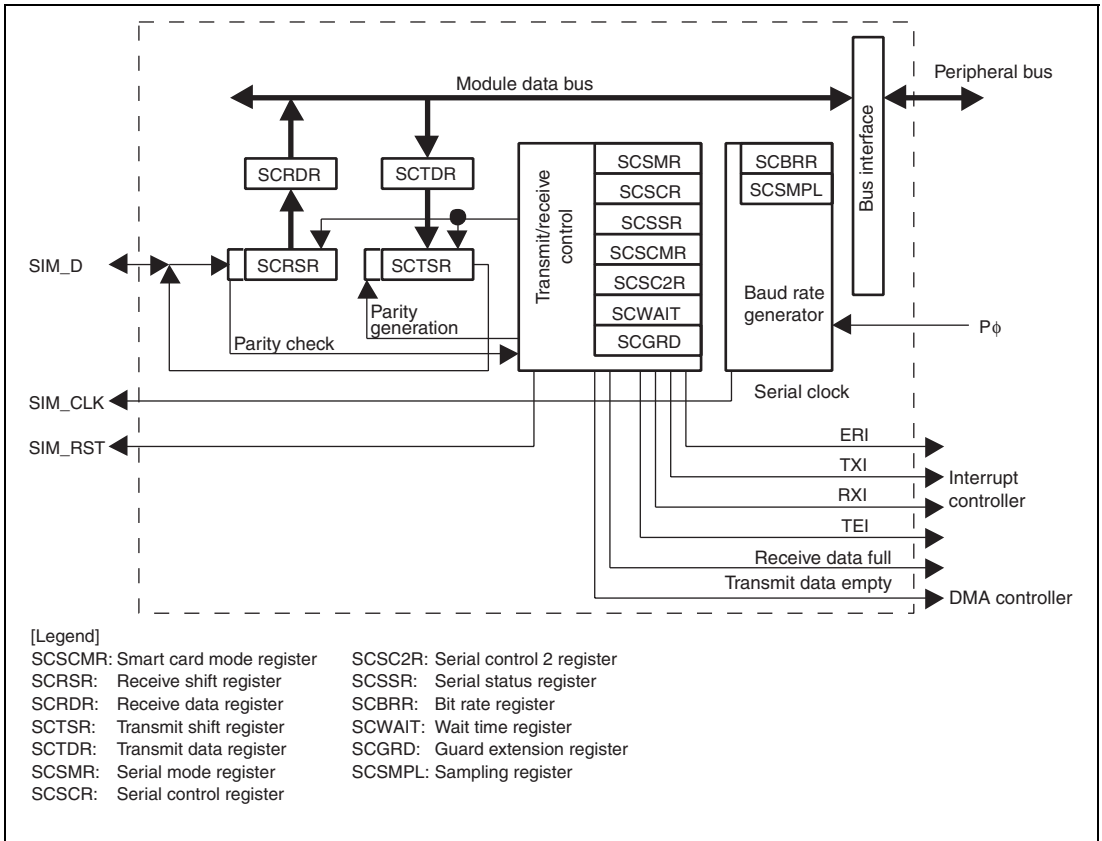 Module data bus
Peripheral bus
Bus interface
SCRDR
SCTDR
Transmit/receive
control
SCSMR
SCSCR
SCSSR
SCSCMR
SCSC2R
SCWAIT
SCGRD
SCBRR
SCSMPL
Baud rate
generator
SIM_D
SCRSR
SCTSR
Parity
generation
Parity check
Pϕ
SIM_CLK
Serial clock
SIM_RST
ERI
TXI
RXI
TEI
Interrupt
controller
Receive data full
Transmit data empty
DMA controller
[Legend]
SCSCMR: Smart card mode register
SCRSR: Receive shift register
SCRDR: Receive data register
SCTSR: Transmit shift register
SCTDR: Transmit data register
SCSMR: Serial mode register
SCSCR: Serial control register
SCSC2R: Serial control 2 register
SCSSR: Serial status register
SCBRR: Bit rate register
SCWAIT: Wait time register
SCGRD: Guard extension register
SCSMPL: Sampling register